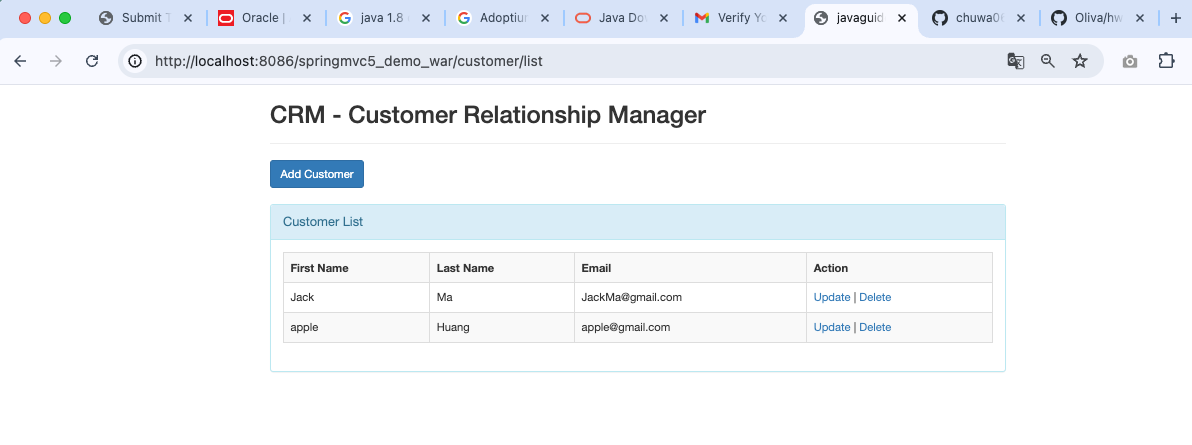 Submit T
Oracle |
java 1.8
Adoptiur
Java Do
Verify Yo
javaguid
chuwa0
Oliva/hw
http://localhost:8086/springmvc5_demo_war/customer/list
CRM - Customer Relationship Manager
Add Customer
Customer List
First Name Last Name Email Action
Jack Ma JackMa@gmail.com Update | Delete
apple Huang apple@gmail.com Update | Delete